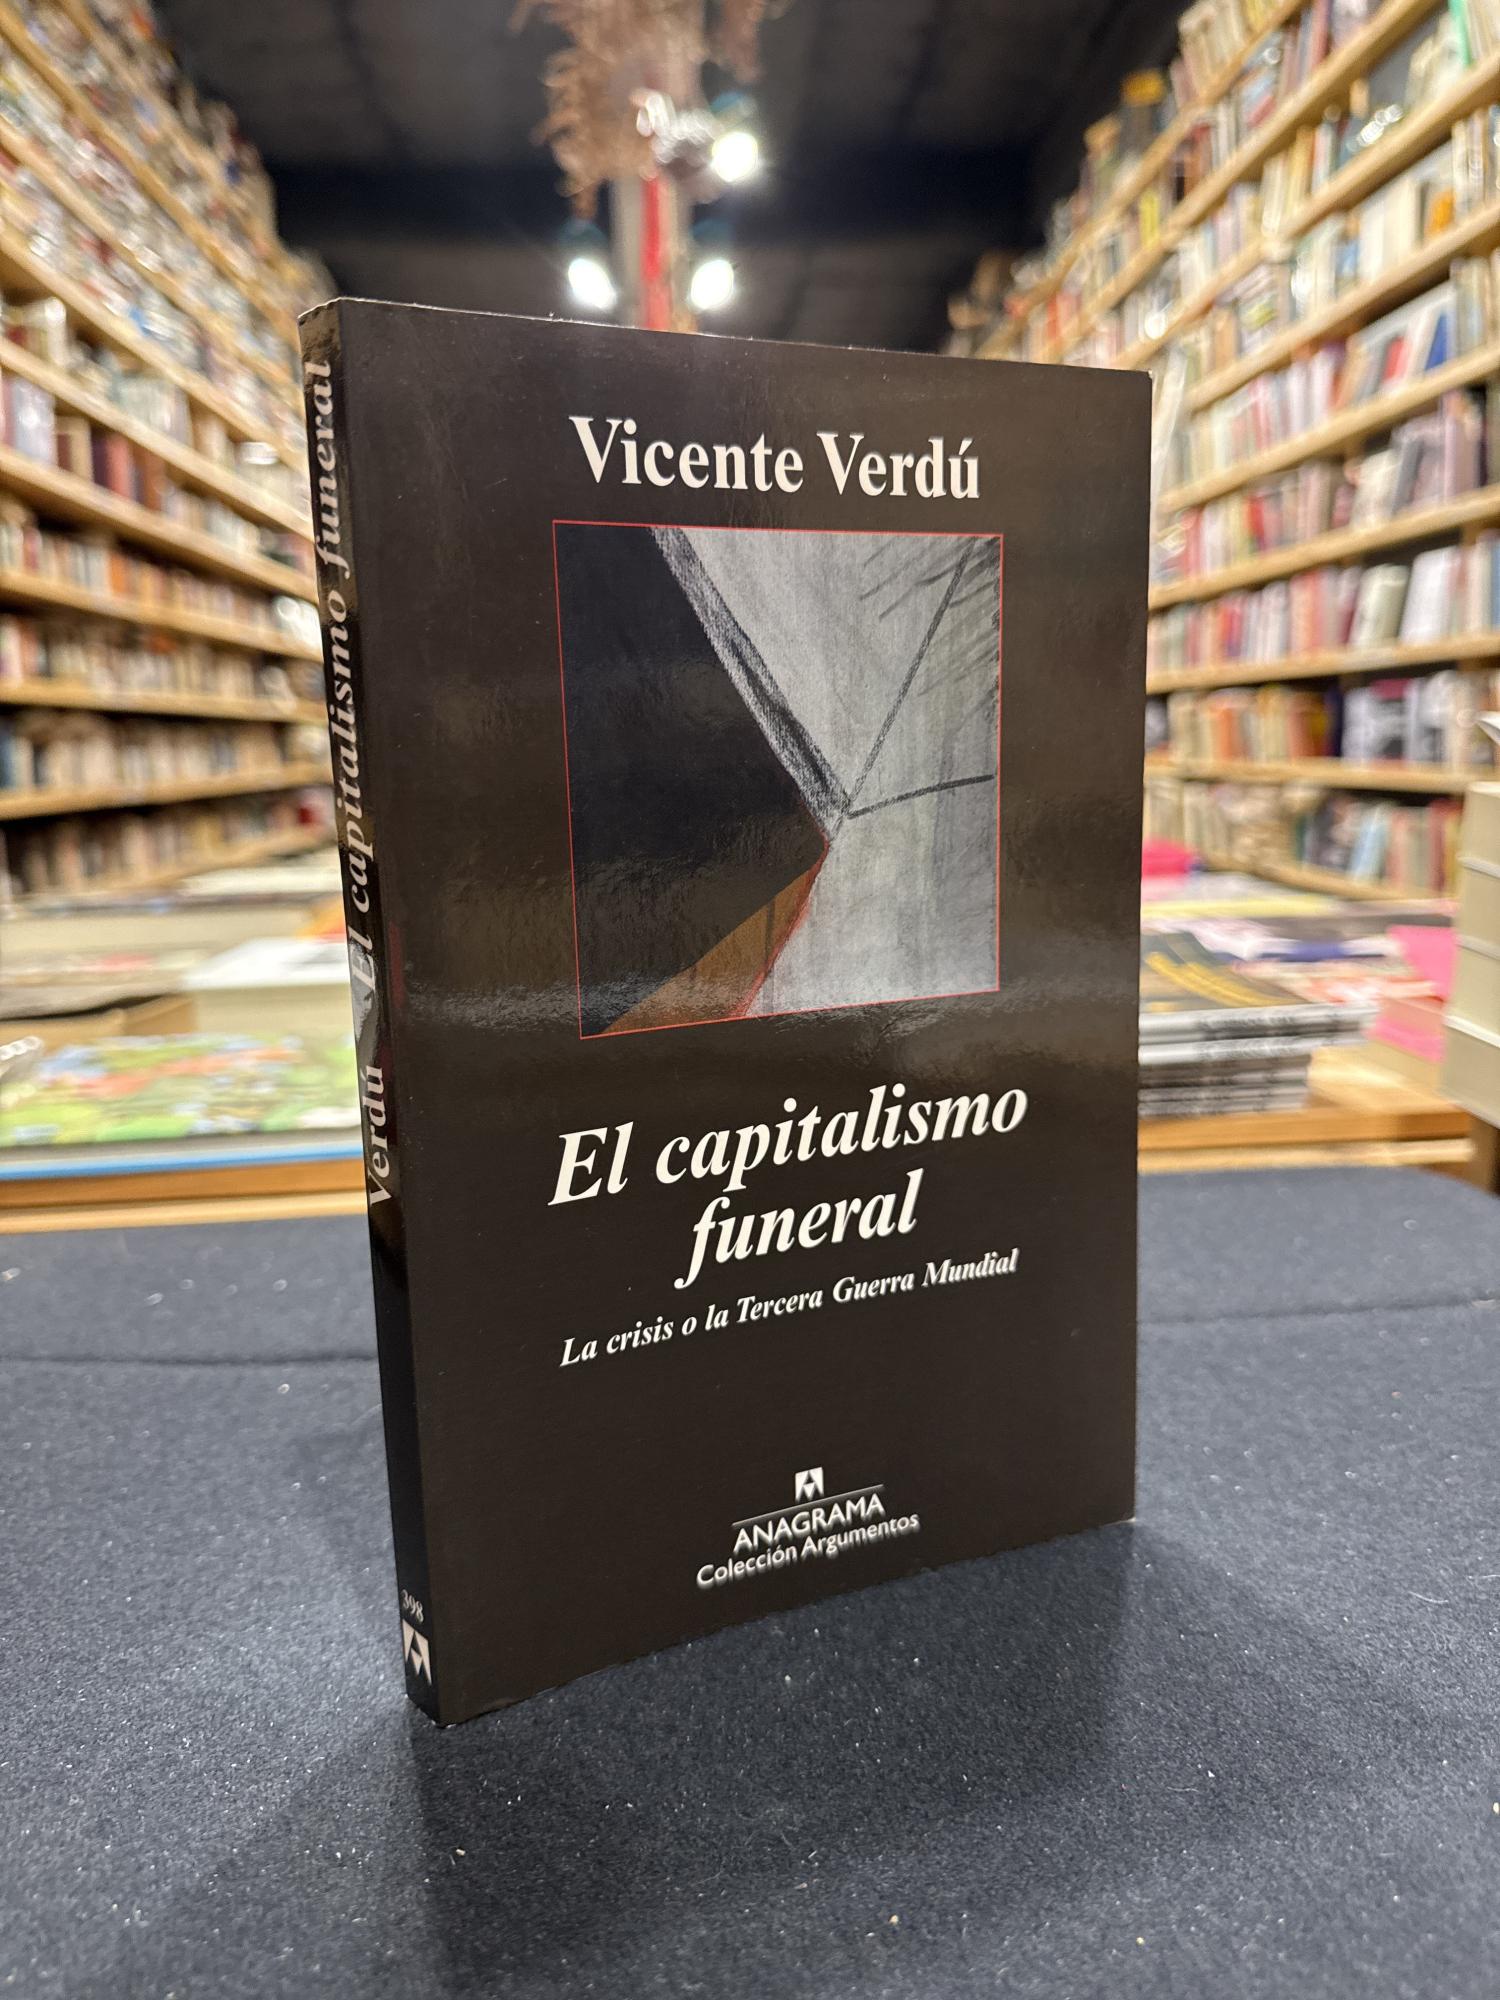 Vicente Verdú
El capitalismo
funeral
La crisis o la Tercera Guerra Mundial
ANAGRAMA
Colección Argumentos
Verdú El capitalismo funeral
398